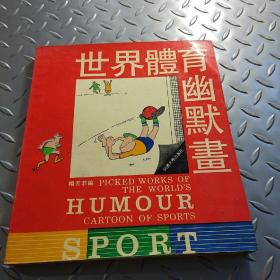 世界體育
幽默畫
PICKED WORKS OF
THE WORLD'S
HUMOUR
CARTOON OF SPORTS
SPORT